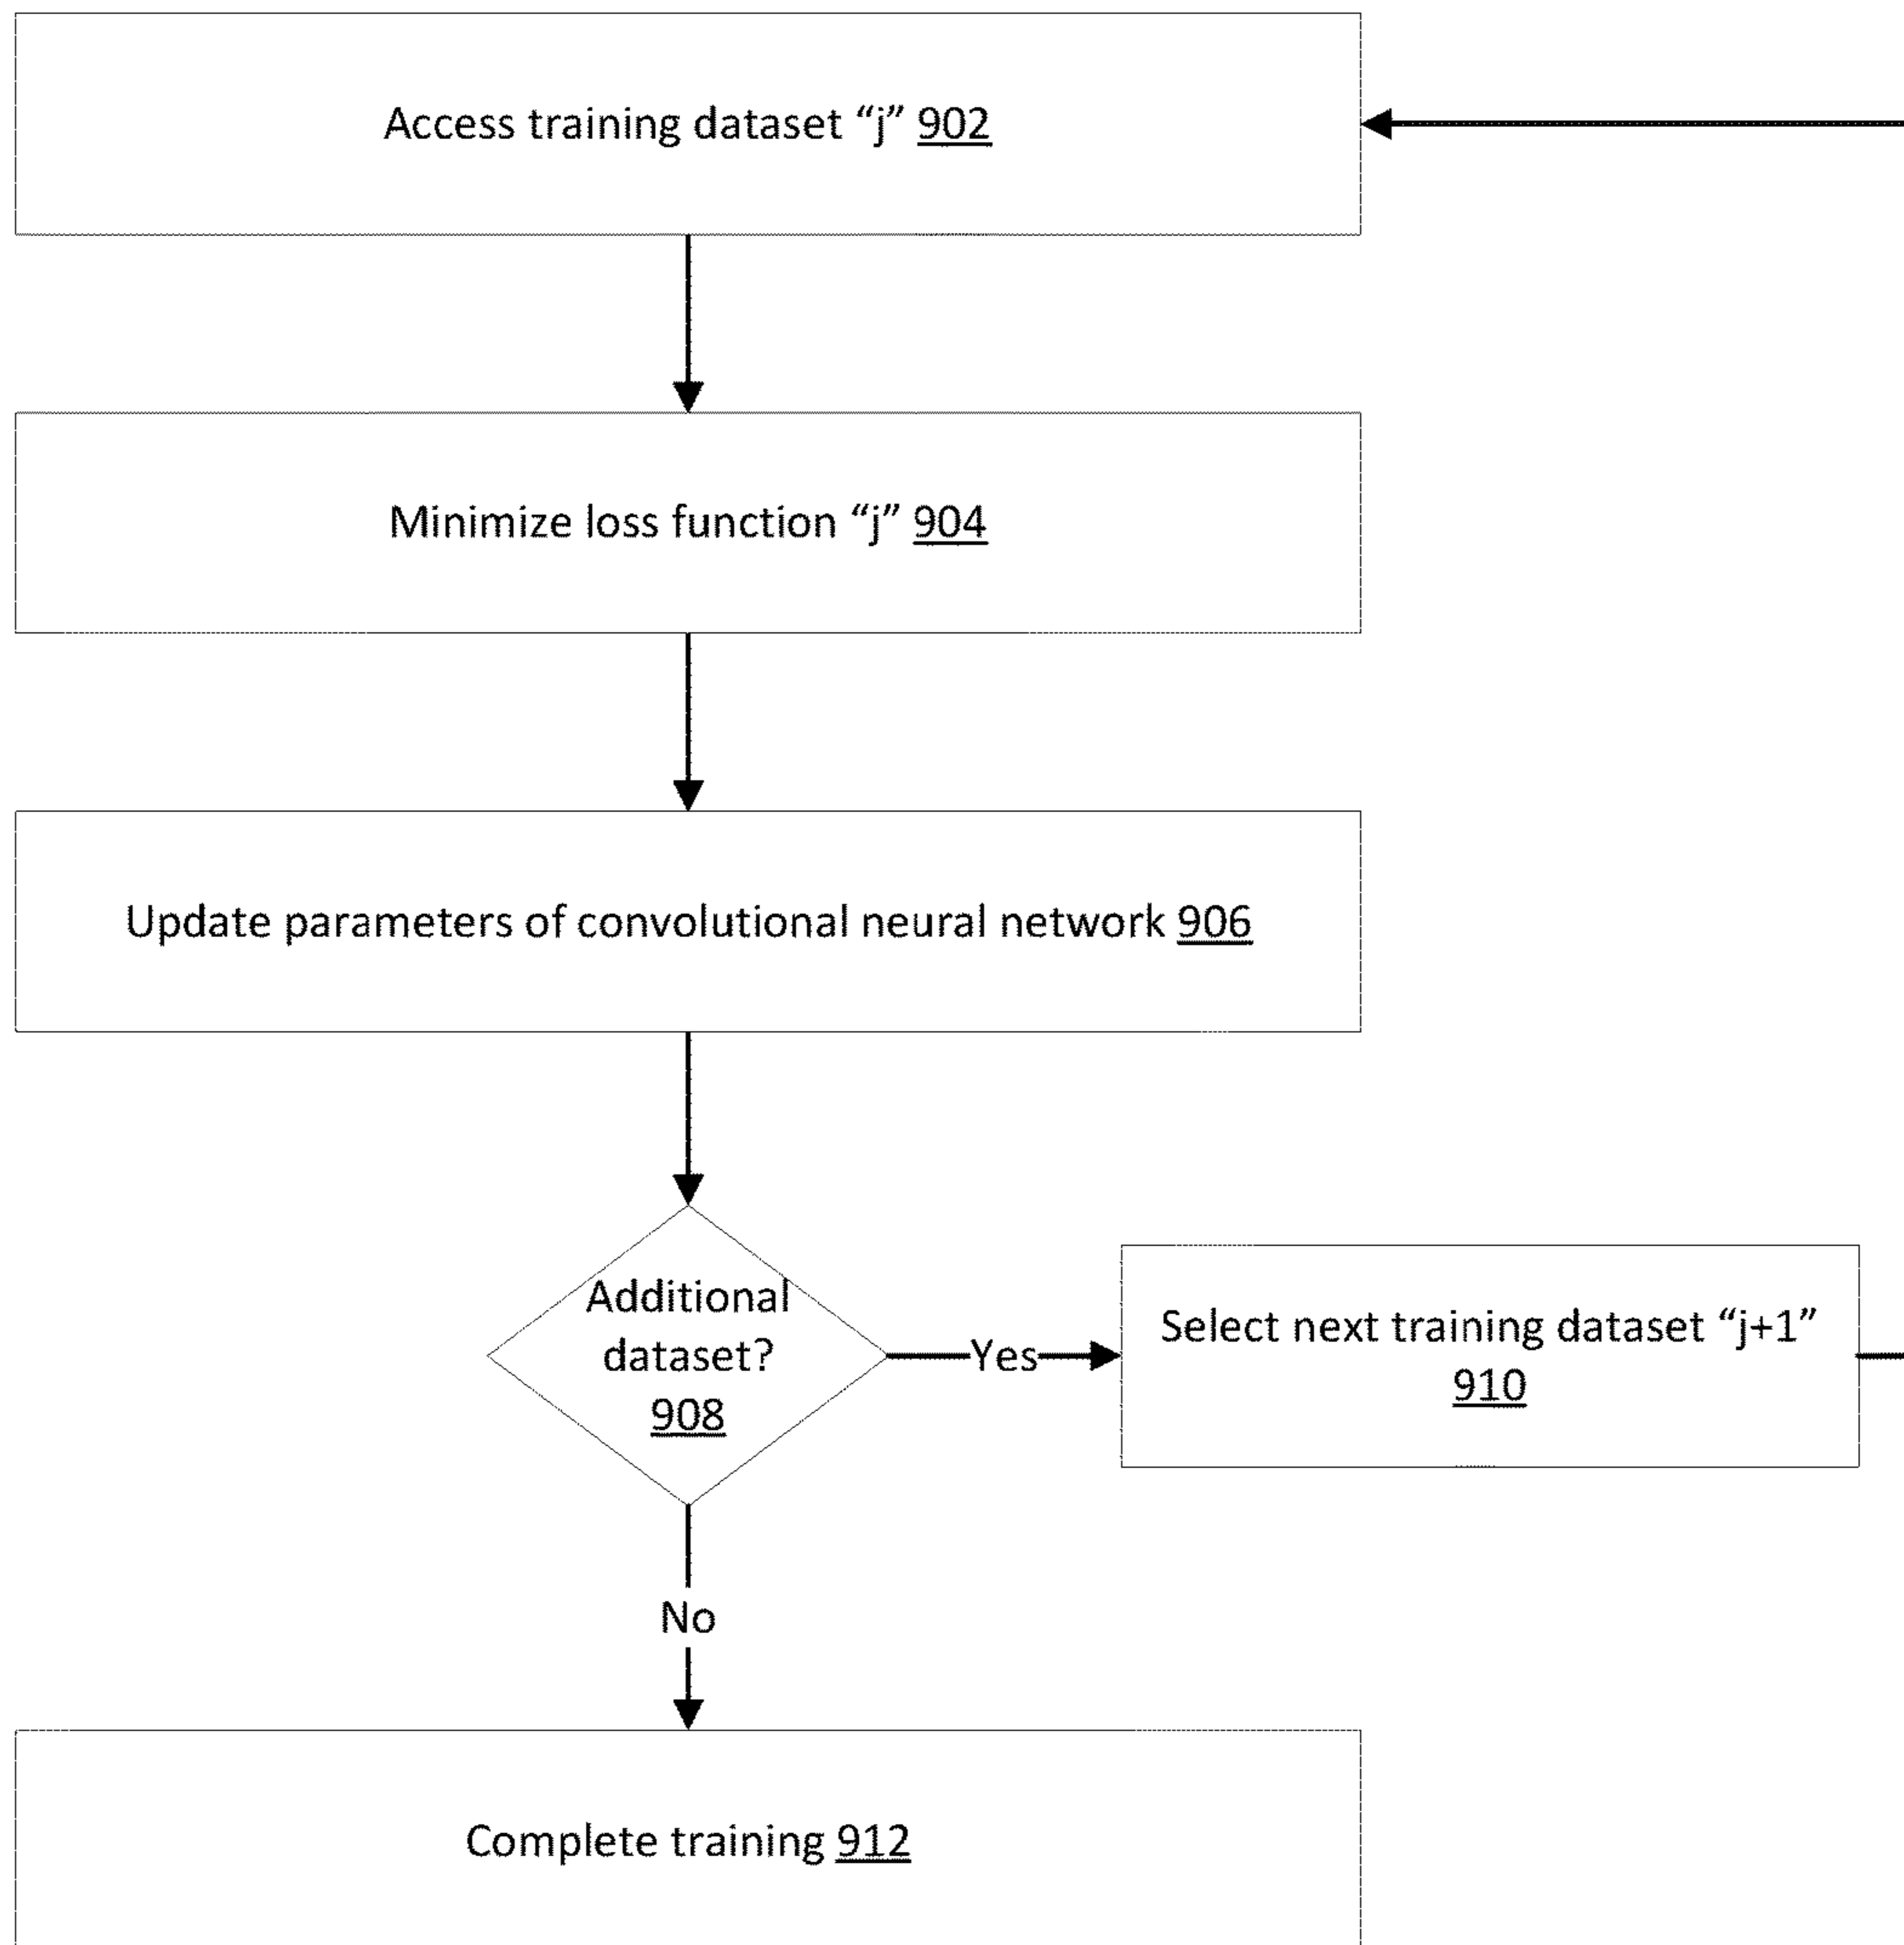 Access training dataset “j” 902
Minimize loss function “j” 904
Update parameters of convolutional neural network 906
Additional
dataset?
908
Yes
Select next training dataset “j+1”
910
No
Complete training 912